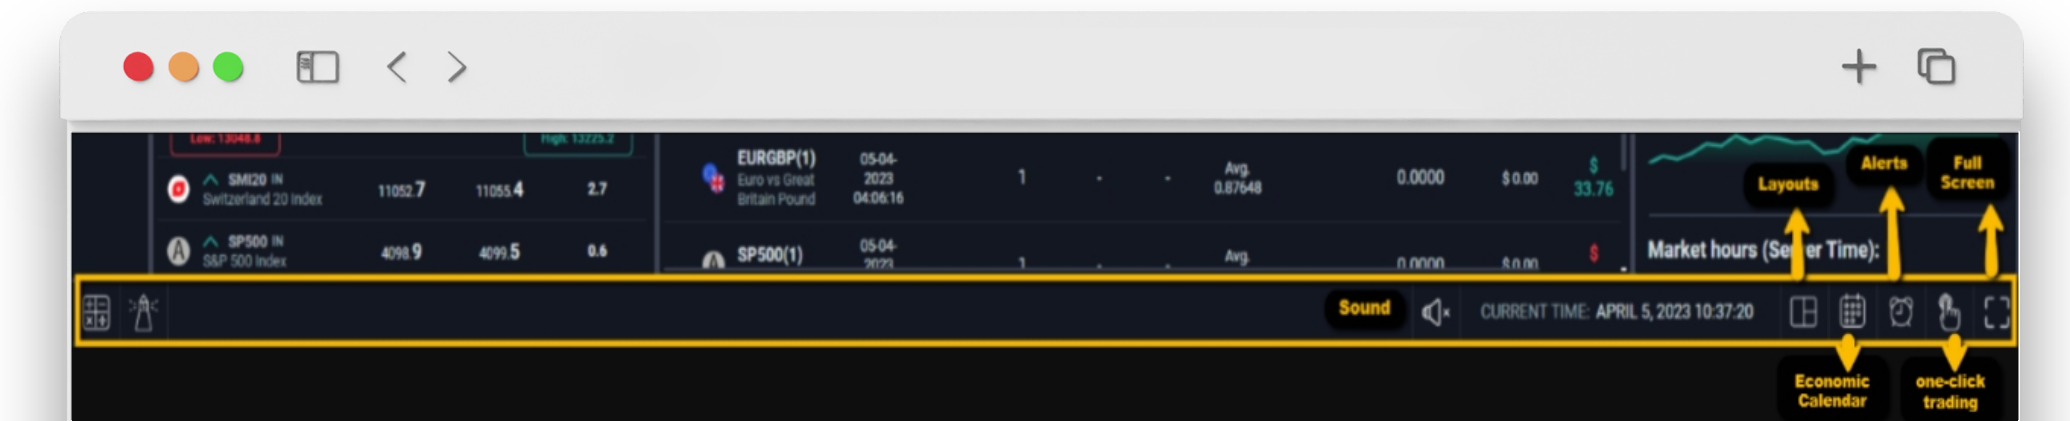 Low: 13048.8
High: 13225.2
SMI20 IN
Switzerland 20 Index
11052.7
11055.4
2.7
SP500 IN
S&P 500 Index
4098.9
4099.5
0.6
EURGBP(1)
Euro vs Great
Britain Pound
05-04-
2023
04:06:16
1
-
-
Avg.
0.87648
0.0000
$ 0.00
$
33.76
SP500(1)
05-04-
2023
1
-
-
Avg.
0.0000
$ 0.00
$
-
Layouts
Alerts
Full
Screen
Market hours (Server Time):
Sound
CURRENT TIME: APRIL 5, 2023 10:37:20
Economic
Calendar
one-click
trading